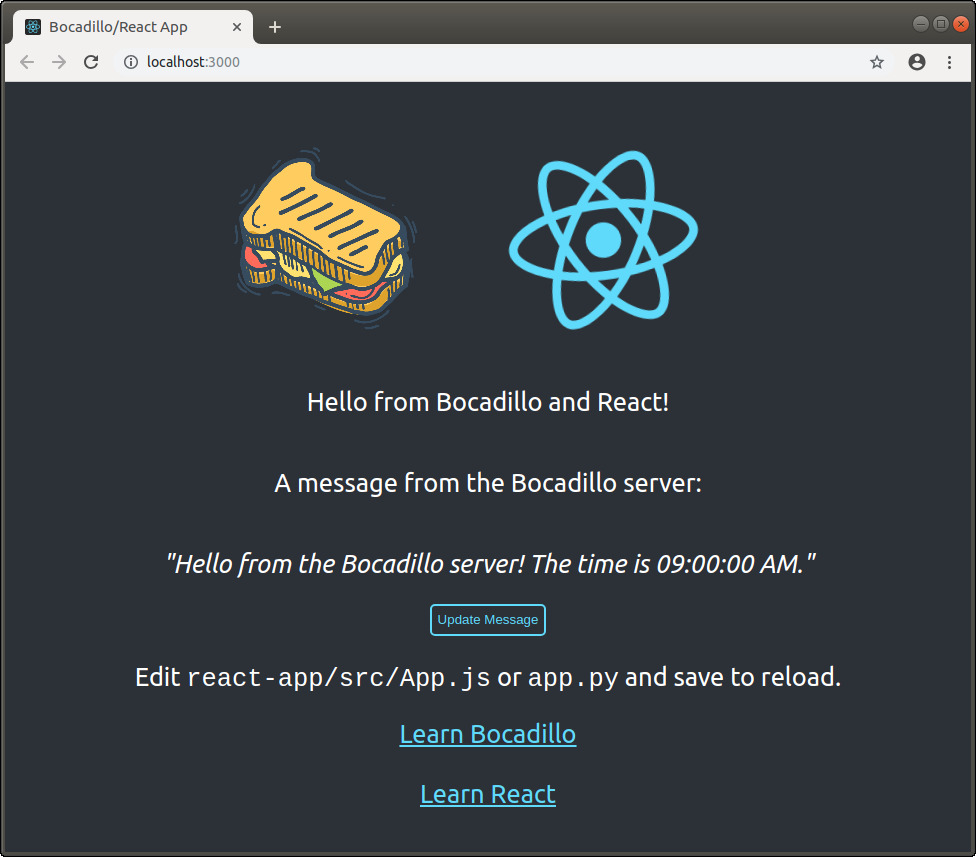 Bocadillo/React App
localhost:3000
Hello from Bocadillo and React!
A message from the Bocadillo server:
"Hello from the Bocadillo server! The time is 09:00:00 AM."
Update Message
Edit react-app/src/App.js or app.py and save to reload.
Learn Bocadillo
Learn React